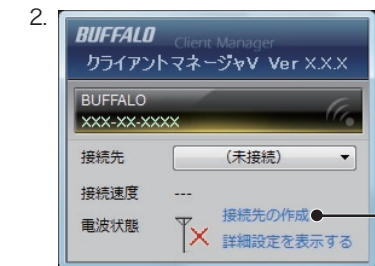 2.
BUFFALO Client Manager
クライアントマネージャV Ver X.X.X
BUFFALO
XXX-XX-XXXX
接続先 (未接続)
接続速度 ---
電波状態
接続先の作成
詳細設定を表示する